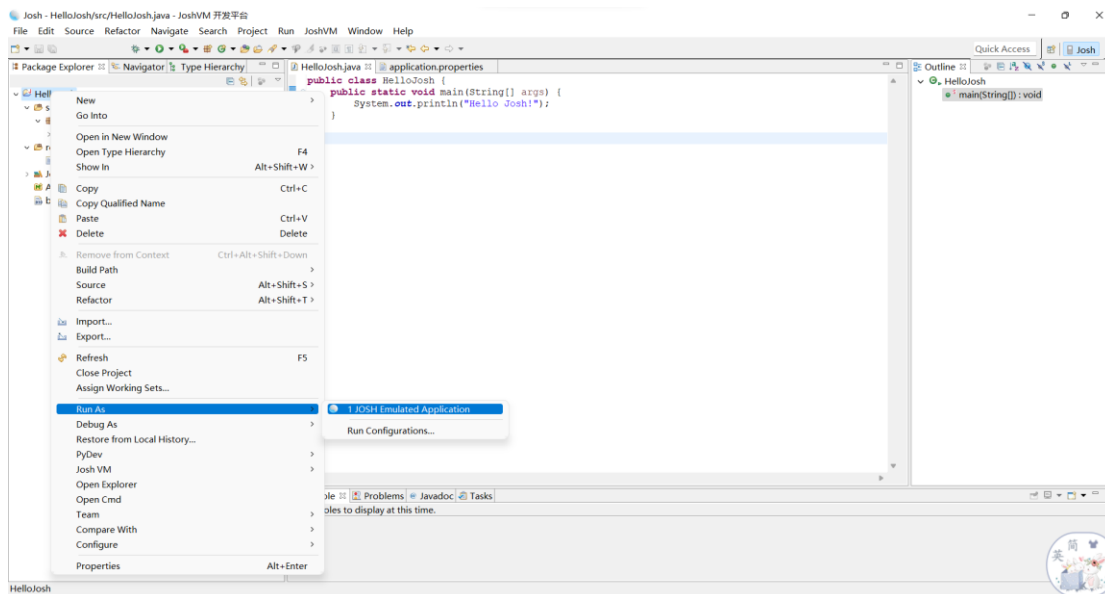 Josh - HelloJosh/src/HelloJosh.java - JoshVM 开发平台
File Edit Source Refactor Navigate Search Project Run JoshVM Window Help
Quick Access Josh
Package Explorer Navigator Type Hierarchy HelloJosh.java application.properties Outline
public class HelloJosh {
public static void main(String[] args) {
System.out.println("Hello Josh!");
}
HelloJosh
main(String[]) : void
New
Go Into
Open in New Window
Open Type Hierarchy F4
Show In Alt+Shift+W
Copy Ctrl+C
Copy Qualified Name
Paste Ctrl+V
Delete Delete
Remove from Context Ctrl+Alt+Shift+Down
Build Path
Source Alt+Shift+S
Refactor Alt+Shift+T
Import...
Export...
Refresh F5
Close Project
Assign Working Sets...
Run As
1 JOSH Emulated Application
Debug As
Run Configurations...
Restore from Local History...
PyDev
Josh VM
Open Explorer
Open Cmd
Team
Compare With
Configure
Properties Alt+Enter
Problems Javadoc Tasks
to display at this time.
英 简
HelloJosh